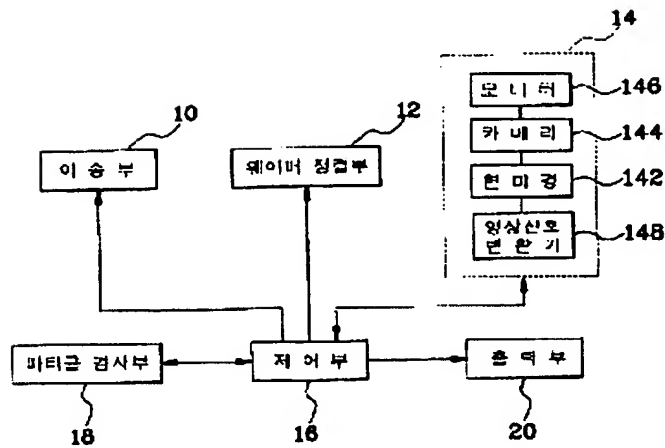 14
모 니 터
146
10
12
카 메 라
144
이 송 부
웨이퍼 정렬부
현 미 경
142
영상신호
변 환 기
148
파티클 검사부
제 어 부
출 력 부
18
16
20